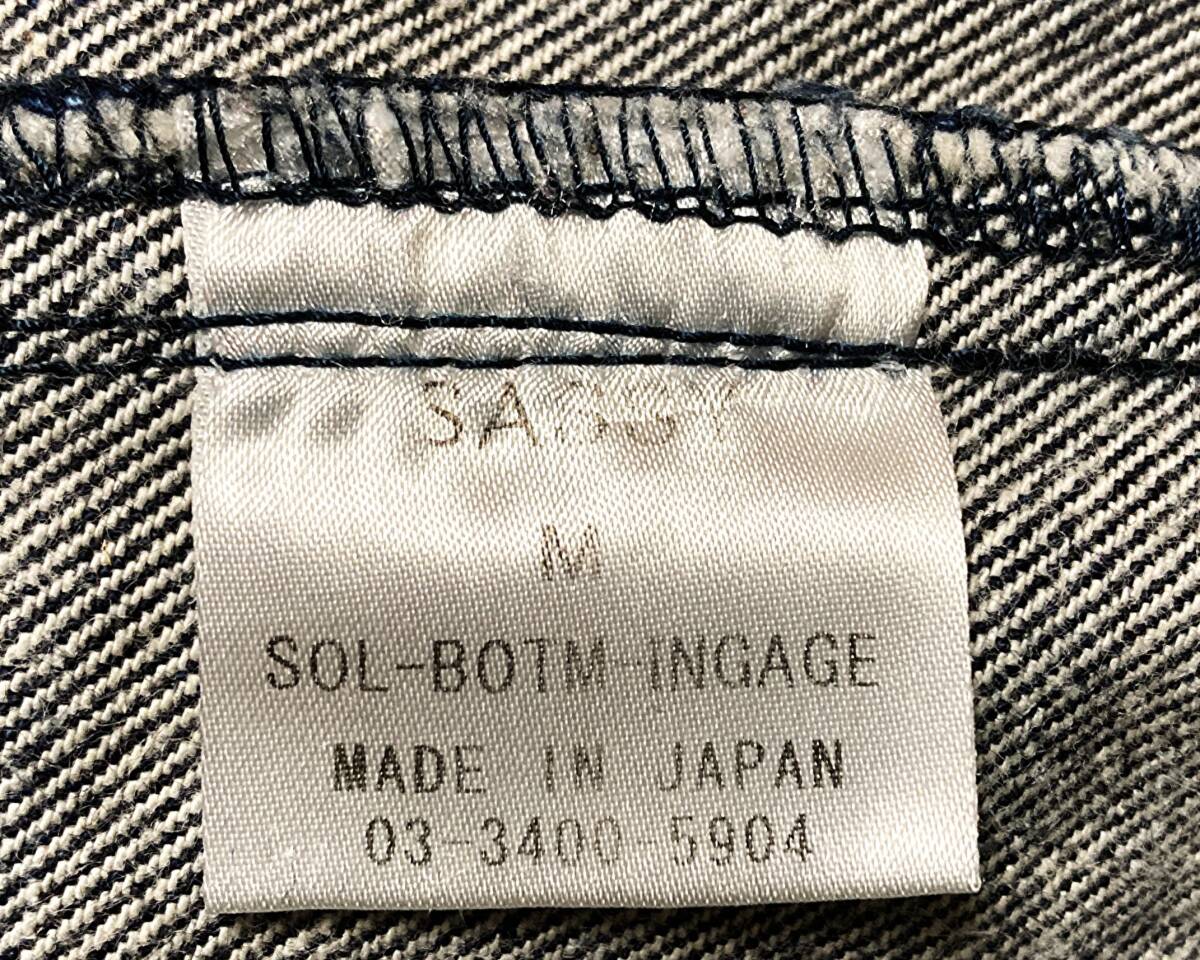 M
SOL-BOTM-INGAGE
MADE IN JAPAN
03-3400-5904